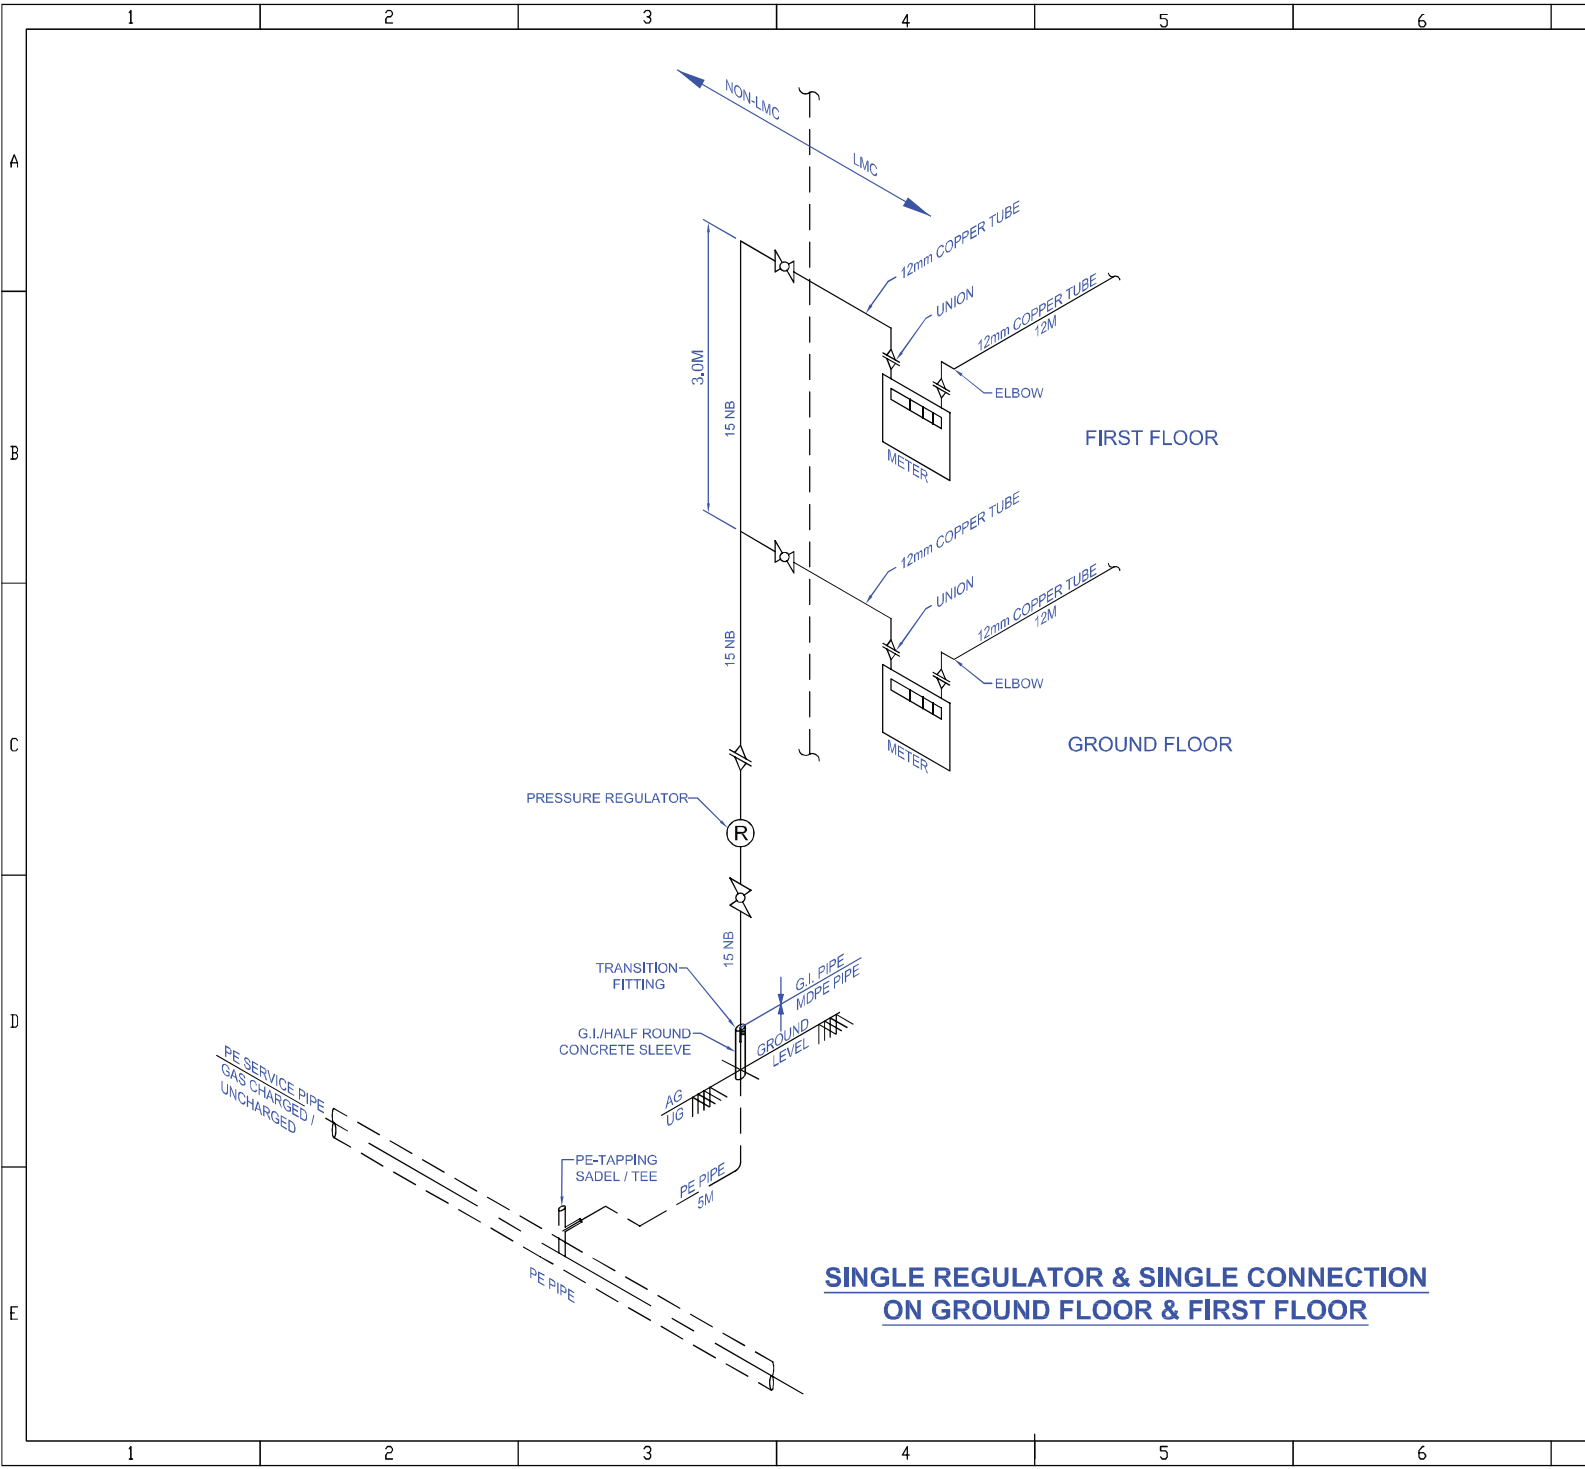 1 2 3 4 5 6
A
B
C
D
E
NON-LMC
LMC
12mm COPPER TUBE
UNION
12mm COPPER TUBE
12M
ELBOW
3.0M
15 NB
METER
FIRST FLOOR
12mm COPPER TUBE
UNION
12mm COPPER TUBE
12M
ELBOW
15 NB
METER
GROUND FLOOR
PRESSURE REGULATOR
R
15 NB
TRANSITION
FITTING
G.I. PIPE
MDPE PIPE
G.I./HALF ROUND
CONCRETE SLEEVE
GROUND
LEVEL
AG
UG
PE SERVICE PIPE
GAS CHARGED /
UNCHARGED
PE-TAPPING
SADEL / TEE
PE PIPE
5M
PE PIPE
SINGLE REGULATOR & SINGLE CONNECTION
ON GROUND FLOOR & FIRST FLOOR
1 2 3 4 5 6